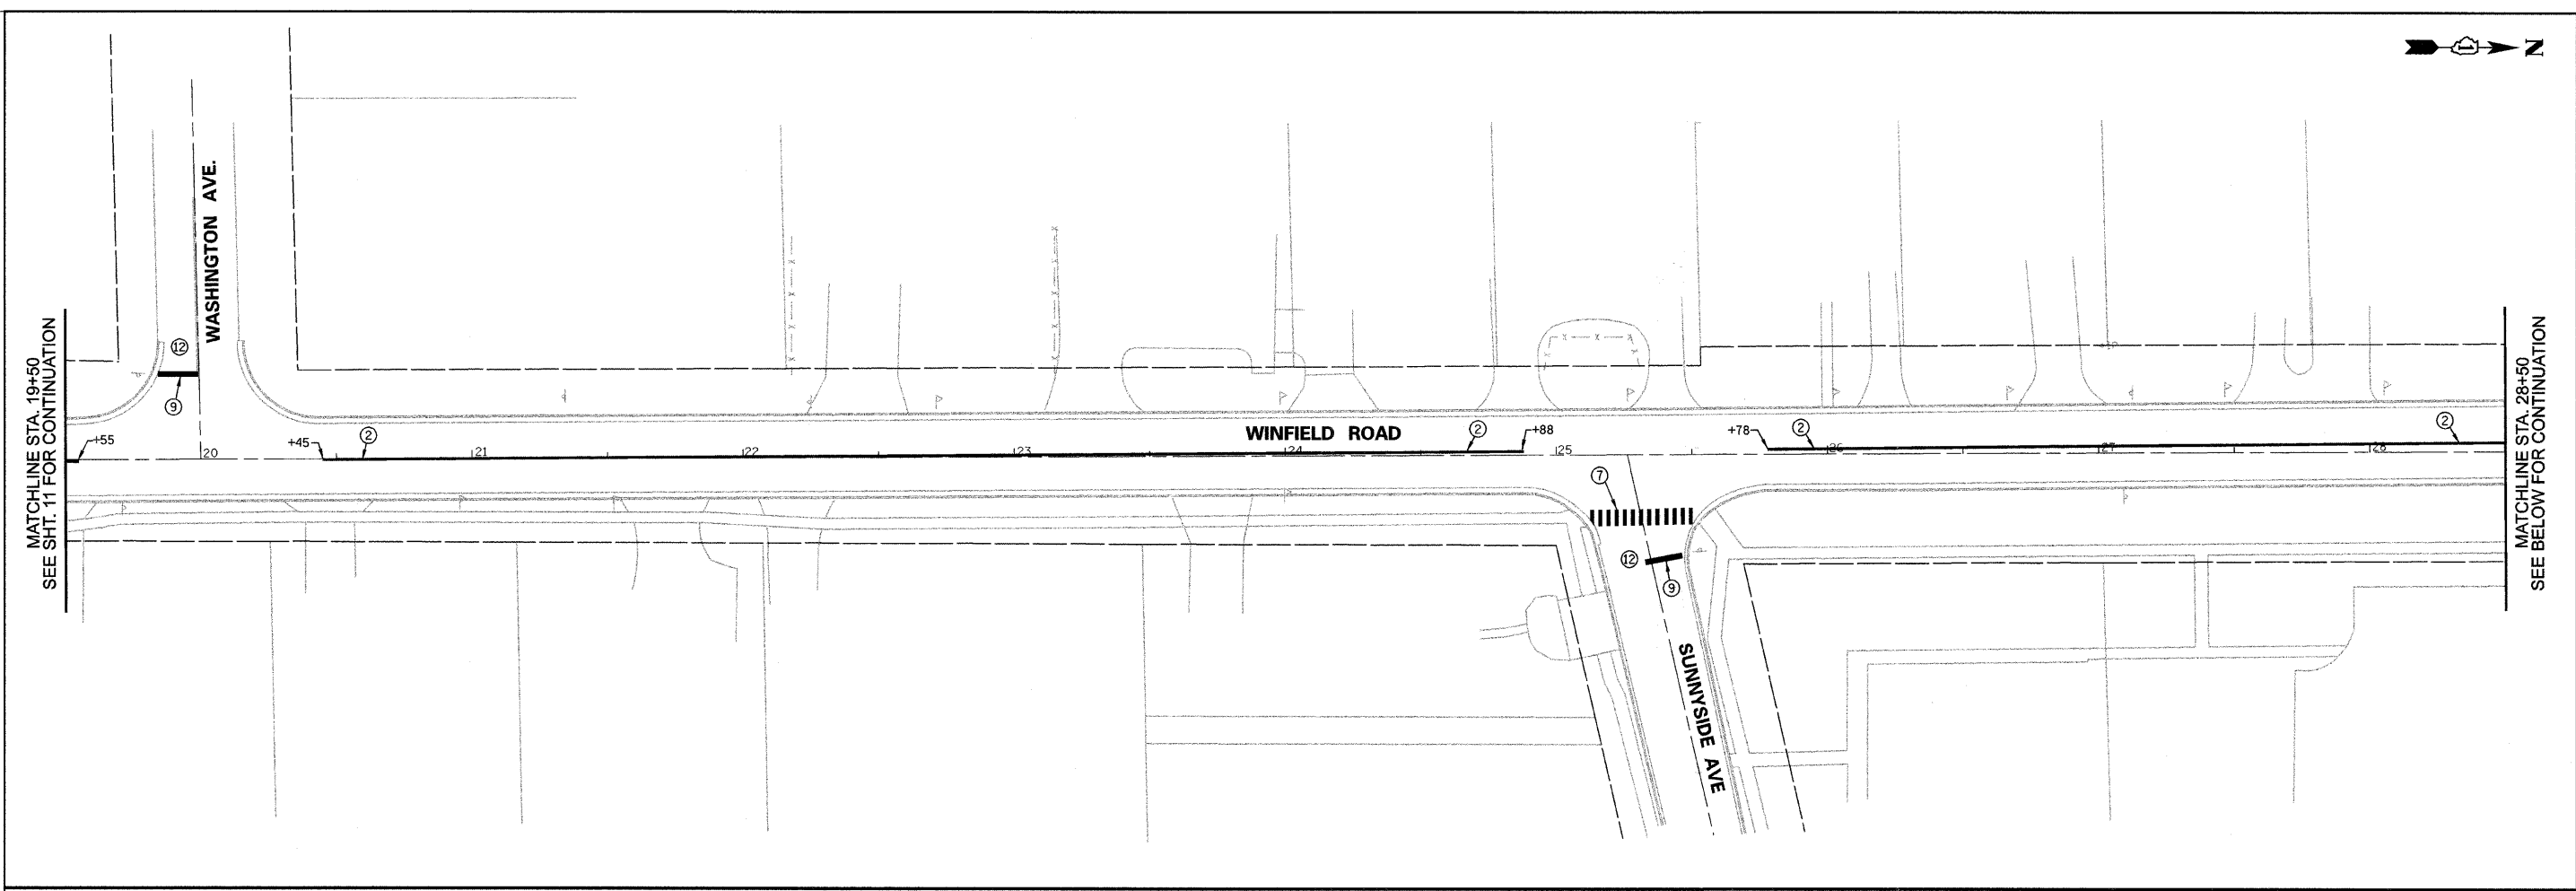 N
WASHINGTON AVE.
MATCHLINE STA. 19+50
SEE SHT. 11 FOR CONTINUATION
12
9
+55
20
+45
2
21
22
23
WINFIELD ROAD
24
2
+88
25
+78
2
26
27
28
2
MATCHLINE STA. 28+50
SEE BELOW FOR CONTINUATION
7
12
9
SUNNYSIDE AVE